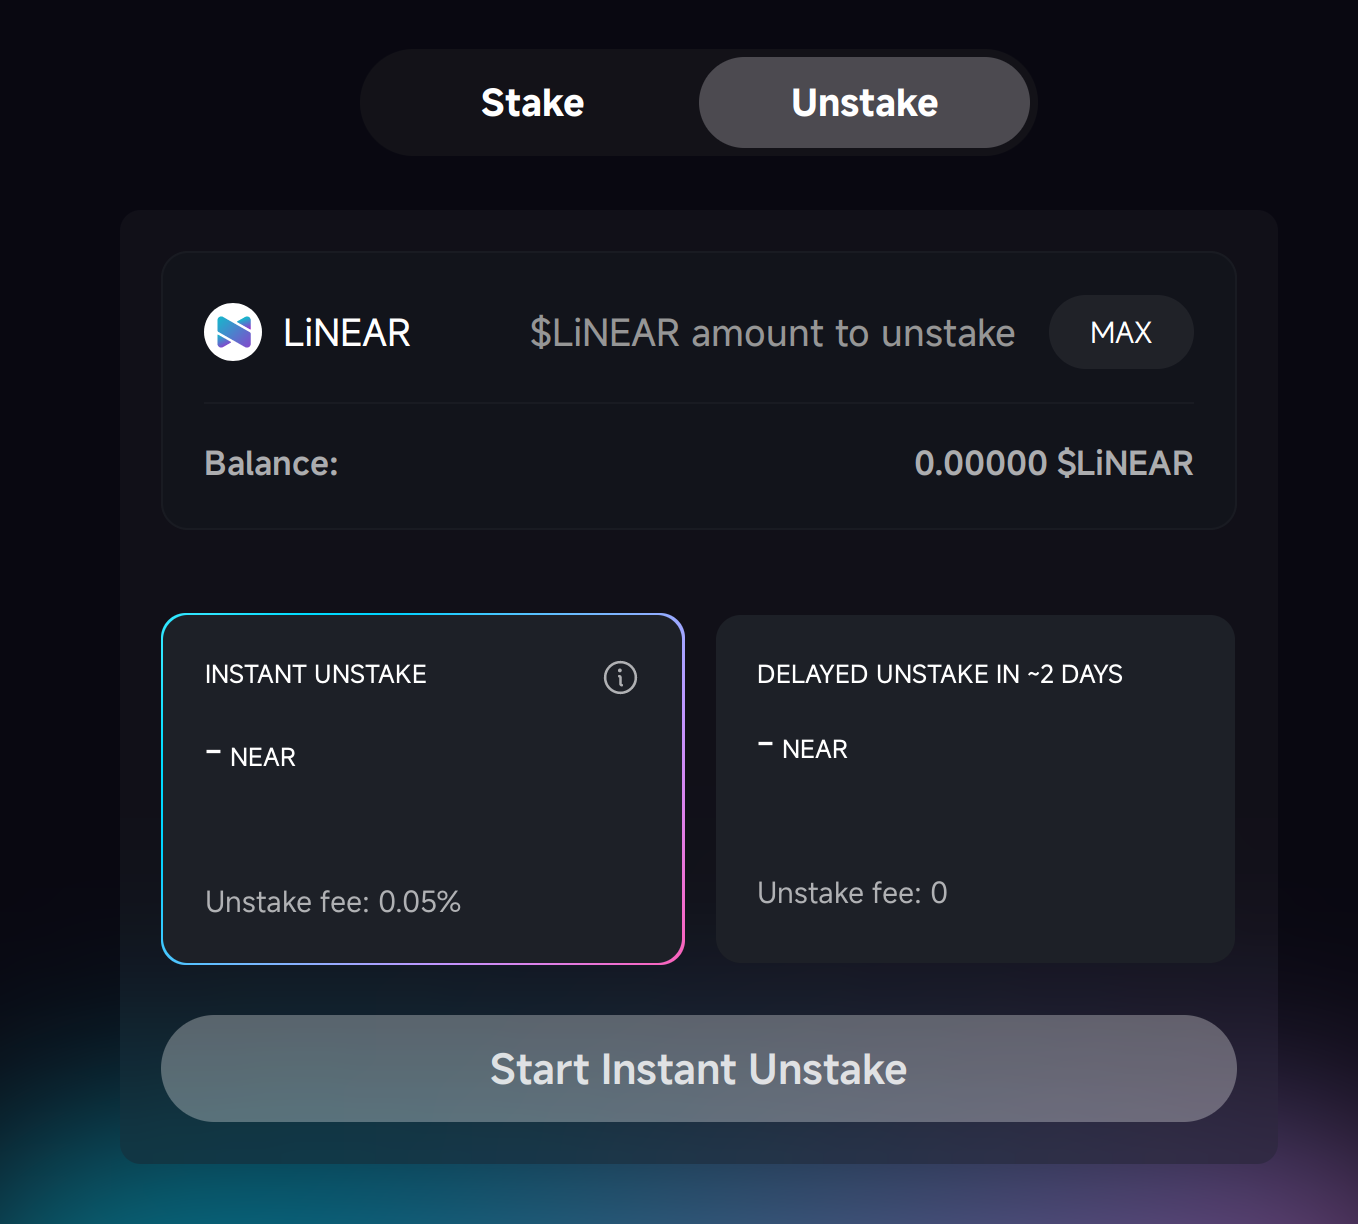 Stake Unstake
LiNEAR $LiNEAR amount to unstake MAX
Balance: 0.00000 $LiNEAR
INSTANT UNSTAKE
- NEAR
Unstake fee: 0.05%
DELAYED UNSTAKE IN ~2 DAYS
- NEAR
Unstake fee: 0
Start Instant Unstake